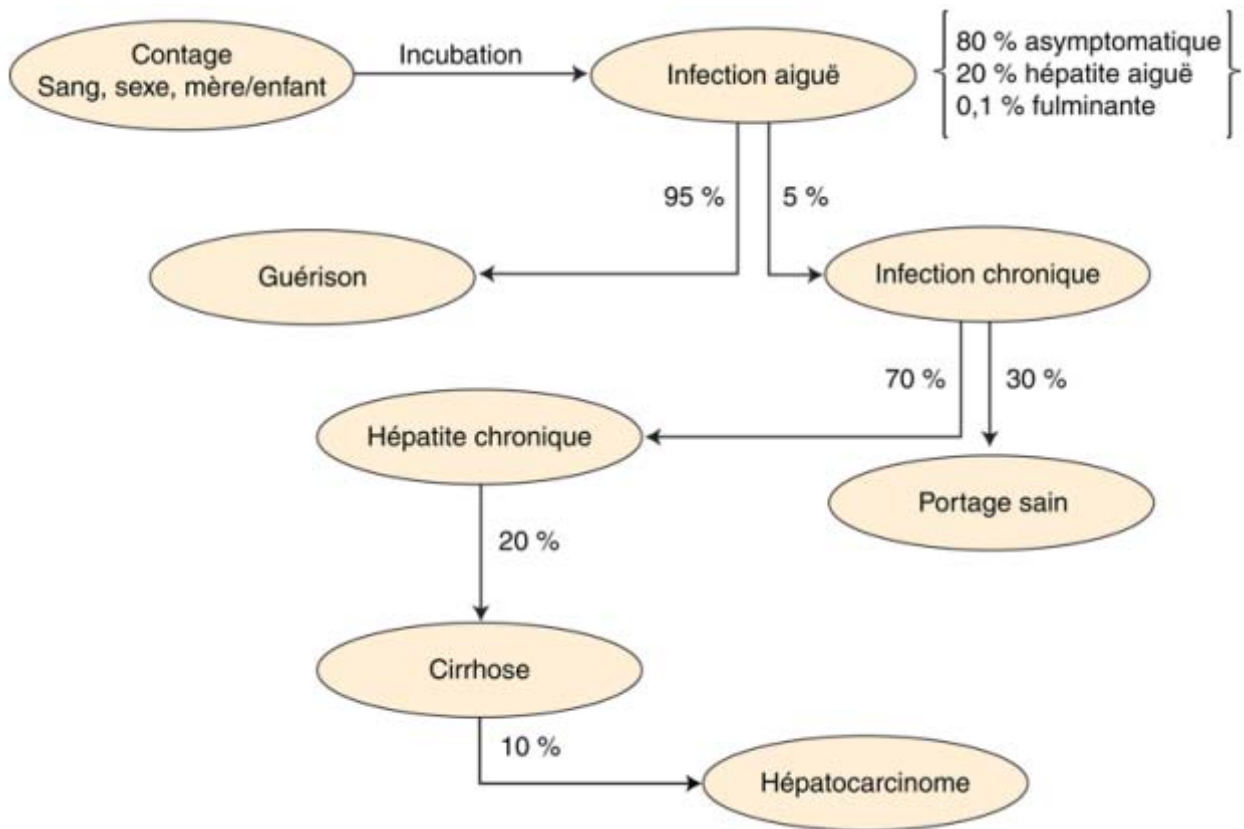 Contage
Sang, sexe, mère/enfant
Incubation
Infection aiguë
80 % asymptomatique
20 % hépatite aiguë
0,1 % fulminante
95 %
5 %
Guérison
Infection chronique
70 %
30 %
Hépatite chronique
Portage sain
20 %
Cirrhose
10 %
Hépatocarcinome